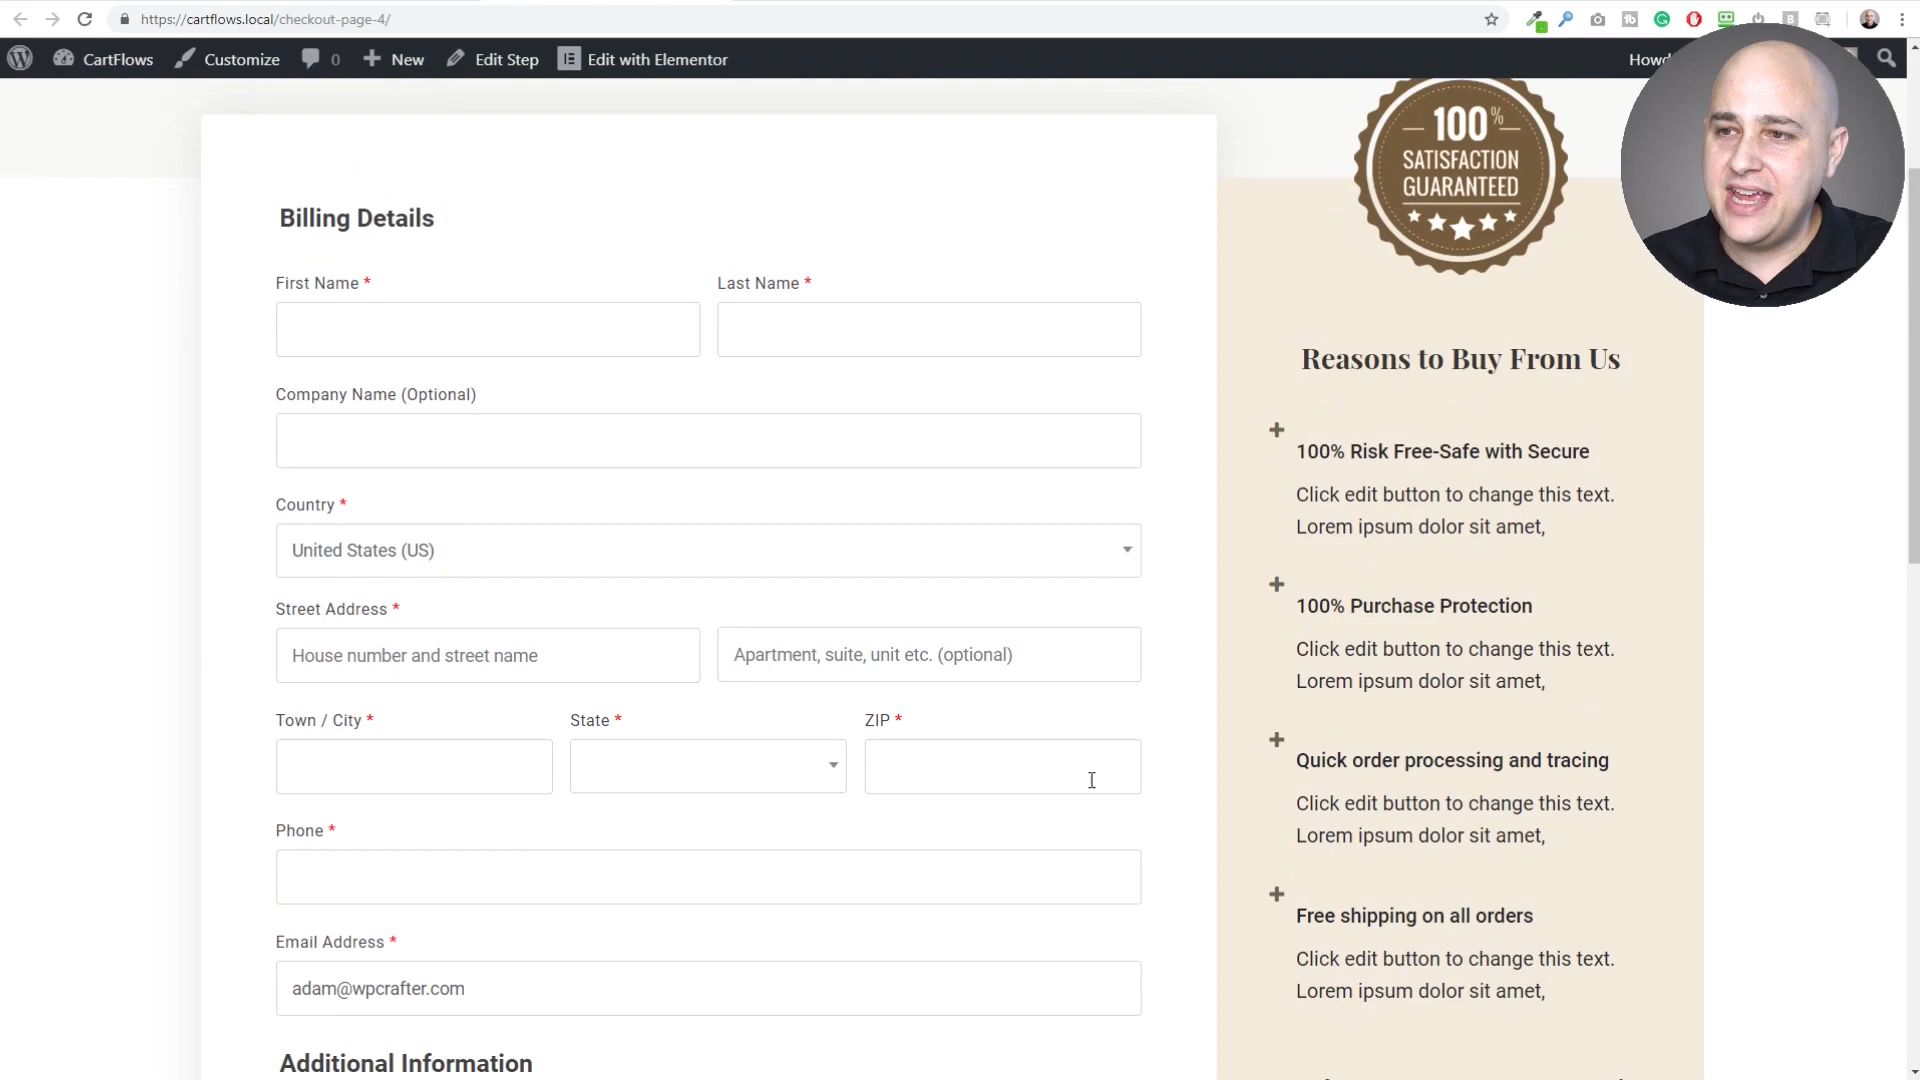 https://cartflows.local/checkout-page-4/
CartFlows
Customize
0
New
Edit Step
Edit with Elementor
Howd
100%
SATISFACTION
GUARANTEED
Billing Details
First Name *
Last Name *
Company Name (Optional)
Country *
United States (US)
Street Address *
House number and street name
Apartment, suite, unit etc. (optional)
Town / City *
State *
ZIP *
Phone *
Email Address *
adam@wpcrafter.com
Additional Information
Reasons to Buy From Us
100% Risk Free-Safe with Secure
Click edit button to change this text.
Lorem ipsum dolor sit amet,
100% Purchase Protection
Click edit button to change this text.
Lorem ipsum dolor sit amet,
Quick order processing and tracing
Click edit button to change this text.
Lorem ipsum dolor sit amet,
Free shipping on all orders
Click edit button to change this text.
Lorem ipsum dolor sit amet,